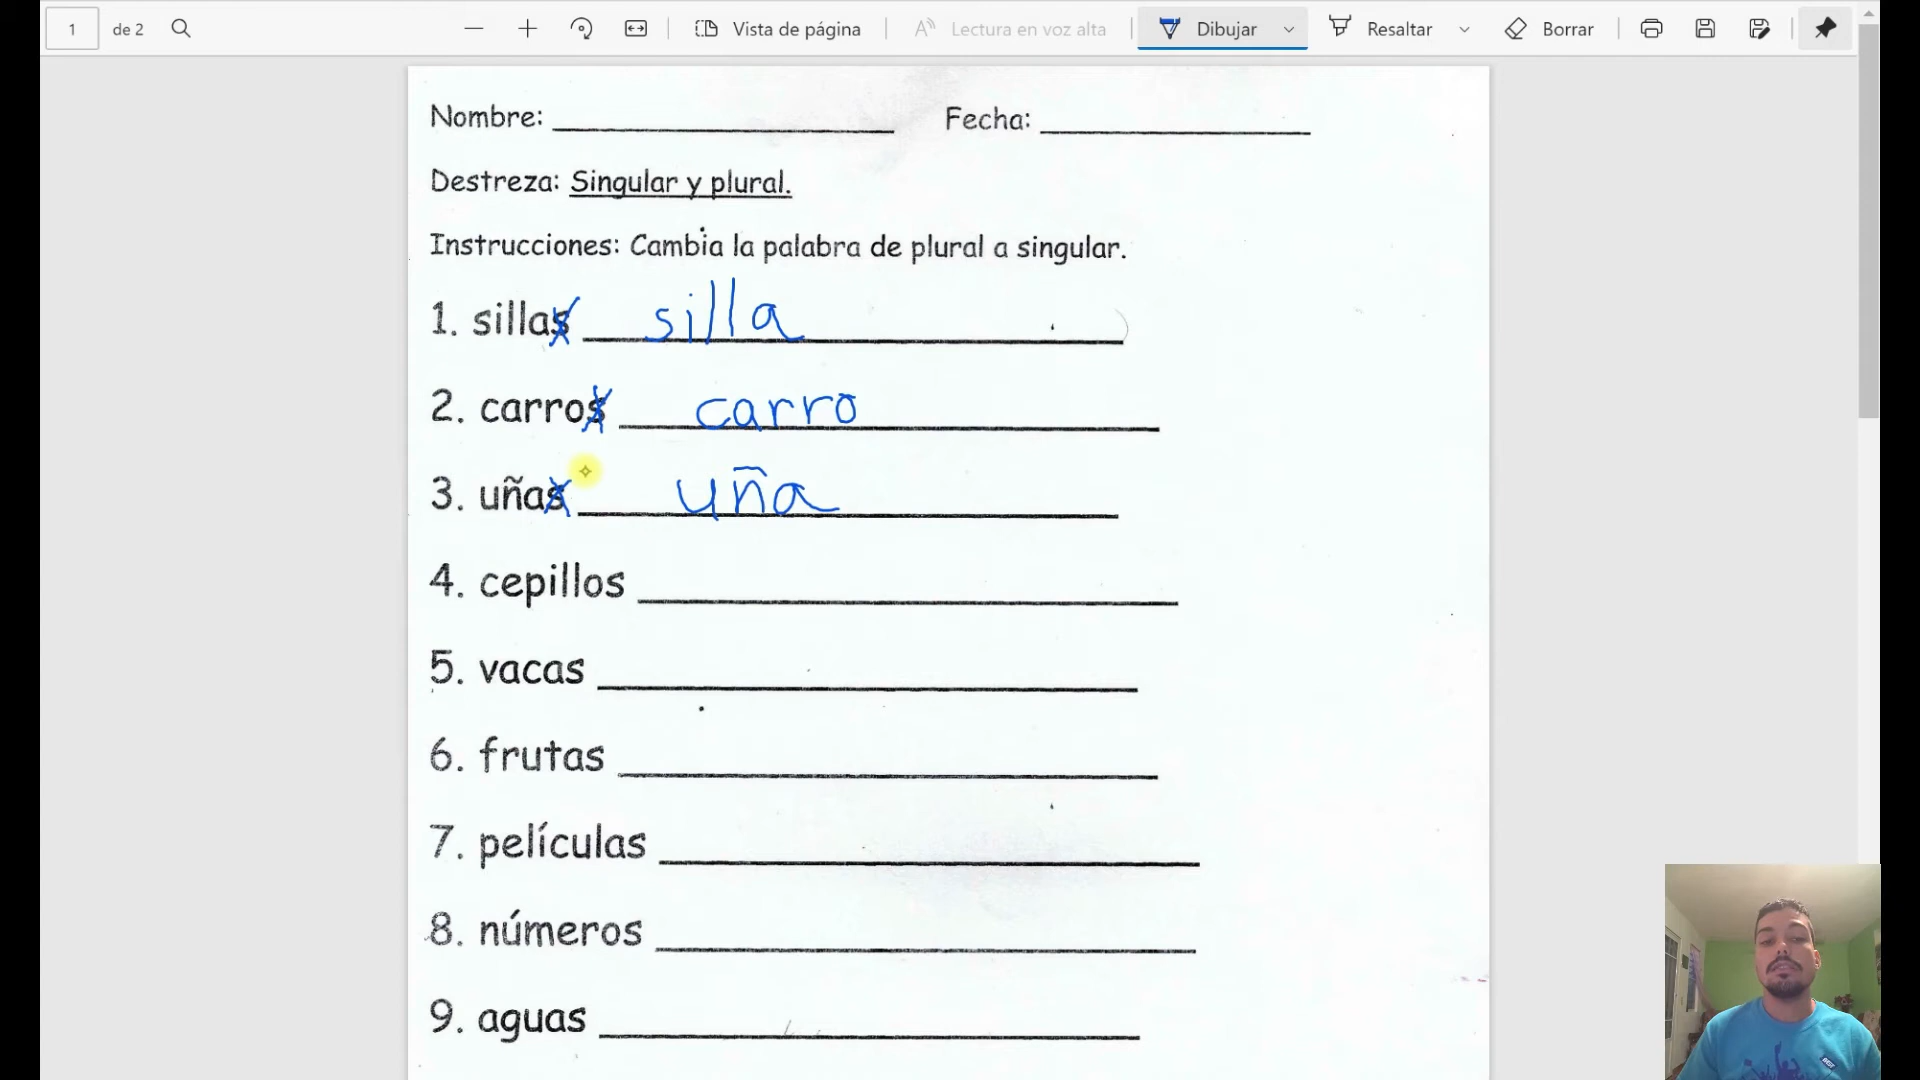 1 de 2 Vista de página Lectura en voz alta Dibujar Resaltar Borrar
Nombre: Fecha:
Destreza: Singular y plural.
Instrucciones: Cambia la palabra de plural a singular.
1. sillas silla
2. carros carro
3. uñas uña
4. cepillos
5. vacas
6. frutas
7. películas
8. números
9. aguas